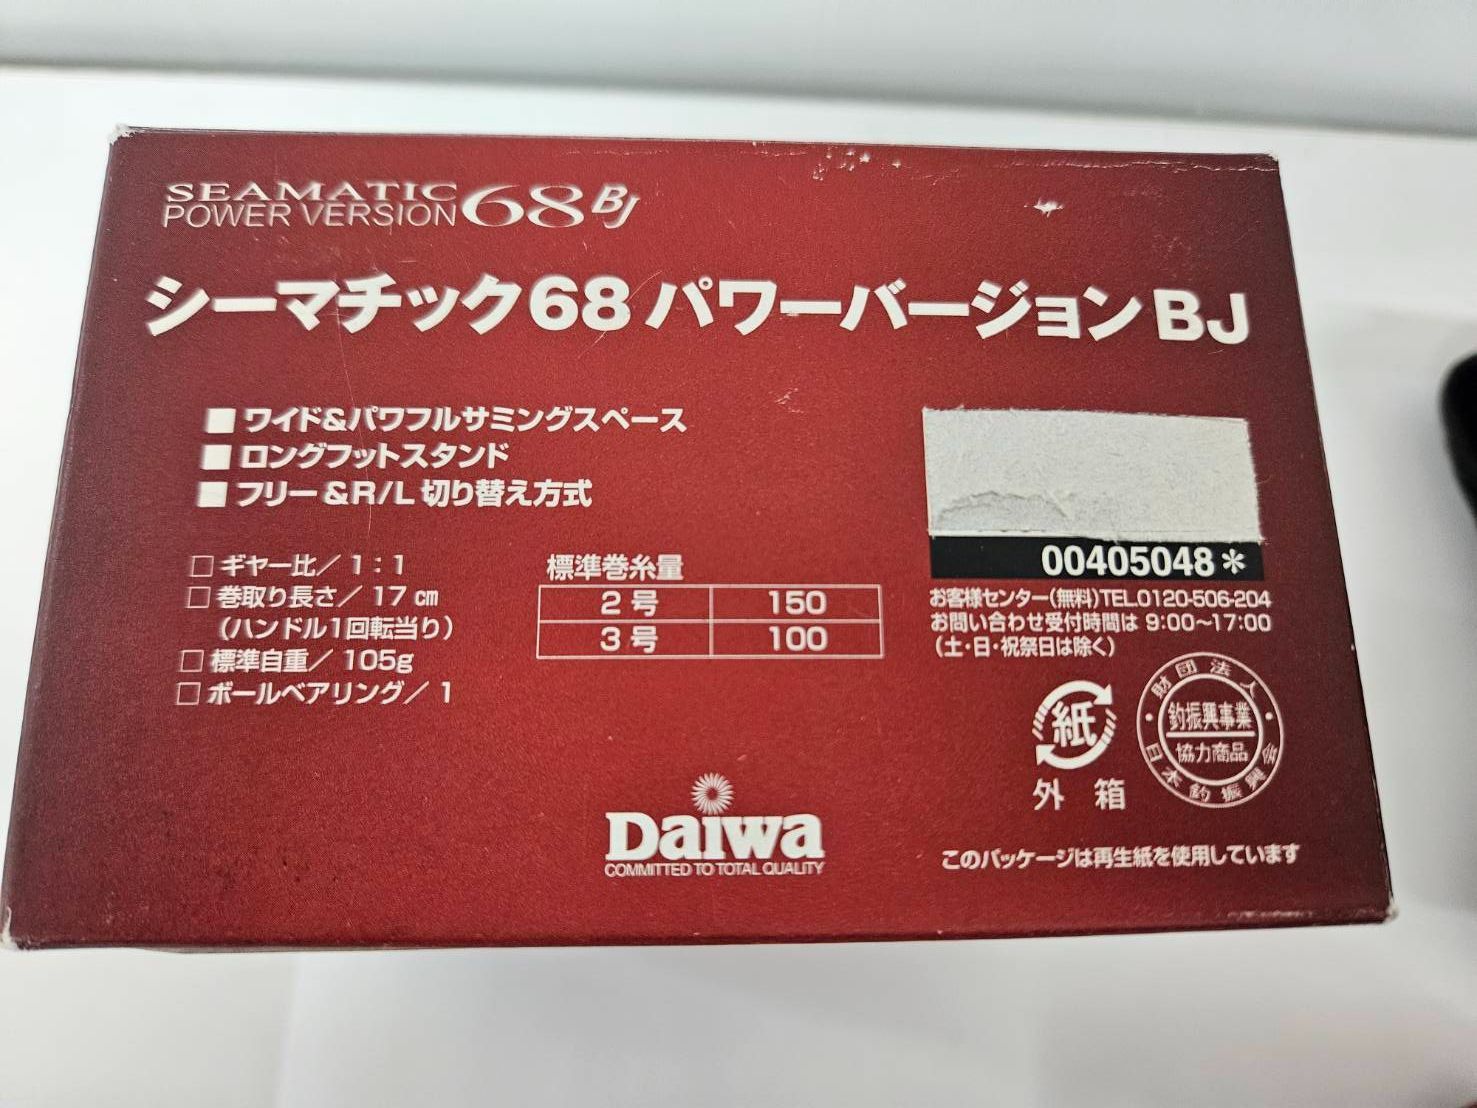 SEAMATIC
POWER VERSION 68 BJ
シーマチック68 パワーバージョン BJ
■ ワイド&パワフルサミングスペース
■ ロングフットスタンド
■ フリー&R/L 切り替え方式
□ ギヤー比/1:1
□ 巻取り長さ/17㎝
(ハンドル1回転当り)
□ 標準自重/105g
□ ボールベアリング/1
標準巻糸量
2号 150
3号 100
00405048*
お客様センター(無料)TEL0120-506-204
お問い合わせ受付時間は 9:00~17:00
(土・日・祝祭日は除く)
紙
外箱
財団法人
釣振興事業
協力商品
日本釣振興会
Daiwa
COMMITTED TO TOTAL QUALITY
このパッケージは再生紙を使用しています